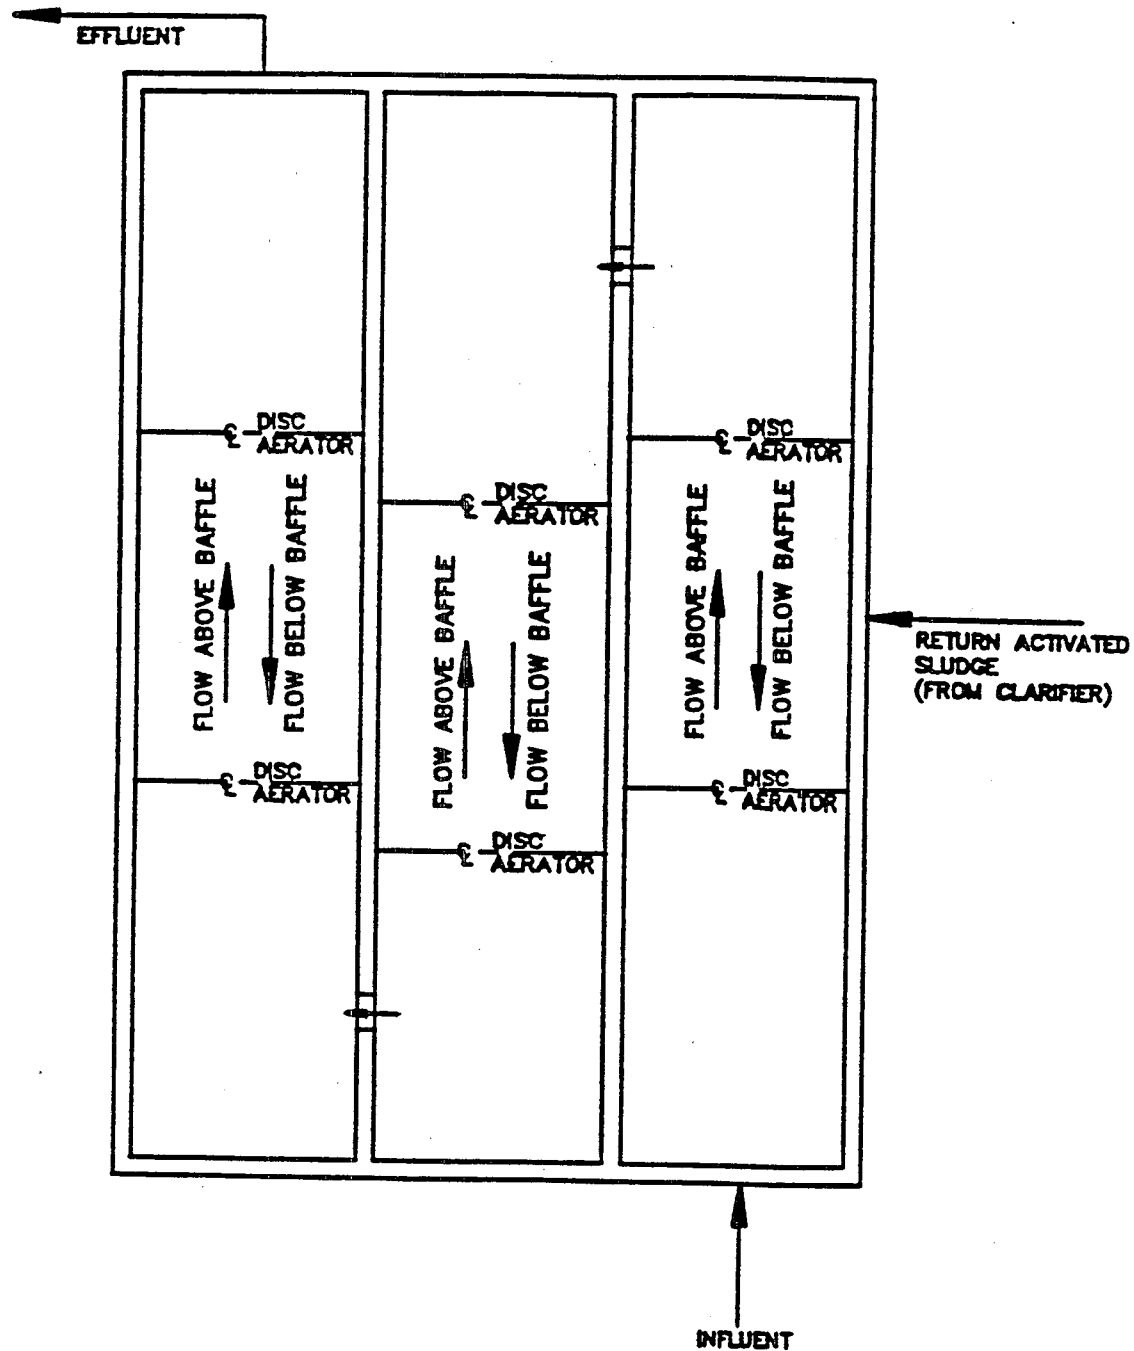 EFFLUENT
DISC
AERATOR
DISC
AERATOR
DISC
AERATOR
FLOW ABOVE BAFFLE
FLOW BELOW BAFFLE
FLOW ABOVE BAFFLE
FLOW BELOW BAFFLE
FLOW ABOVE BAFFLE
FLOW BELOW BAFFLE
RETURN ACTIVATED
SLUDGE
(FROM CLARIFIER)
DISC
AERATOR
DISC
AERATOR
DISC
AERATOR
INFLUENT